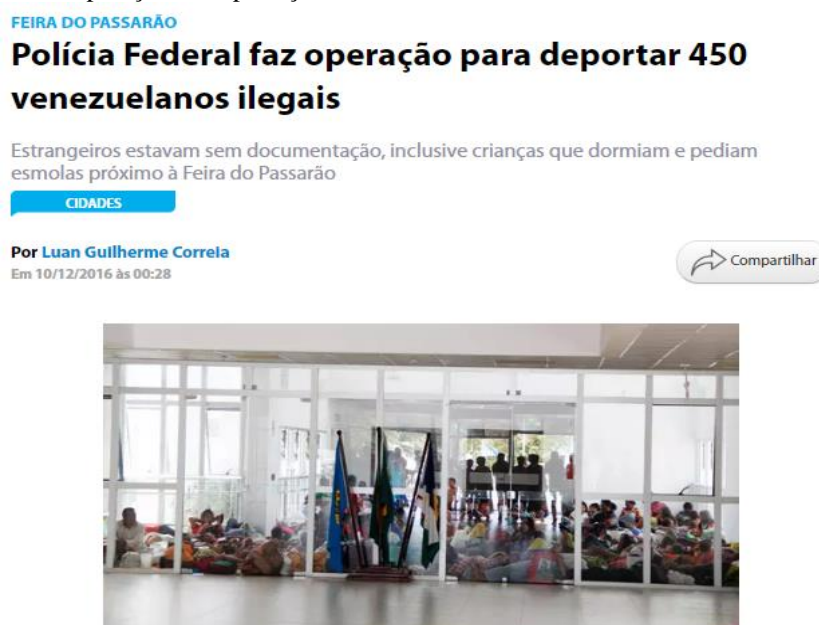 FEIRA DO PASSARÃO
Polícia Federal faz operação para deportar 450
venezuelanos ilegais
Estrangeiros estavam sem documentação, inclusive crianças que dormiam e pediam
esmolas próximo à Feira do Passarão
CIDADES
Por Luan Guilherme Correia
Em 10/12/2016 às 00:28
Compartilhar